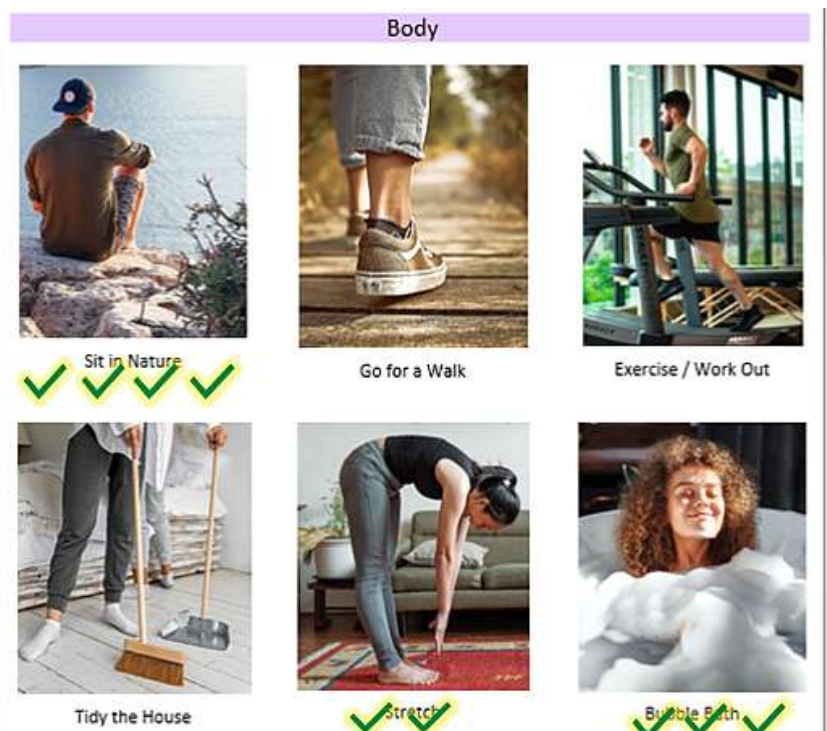 Body
Sit in Nature
Go for a Walk
Exercise / Work Out
Tidy the House
Stretch
Bubble Bath